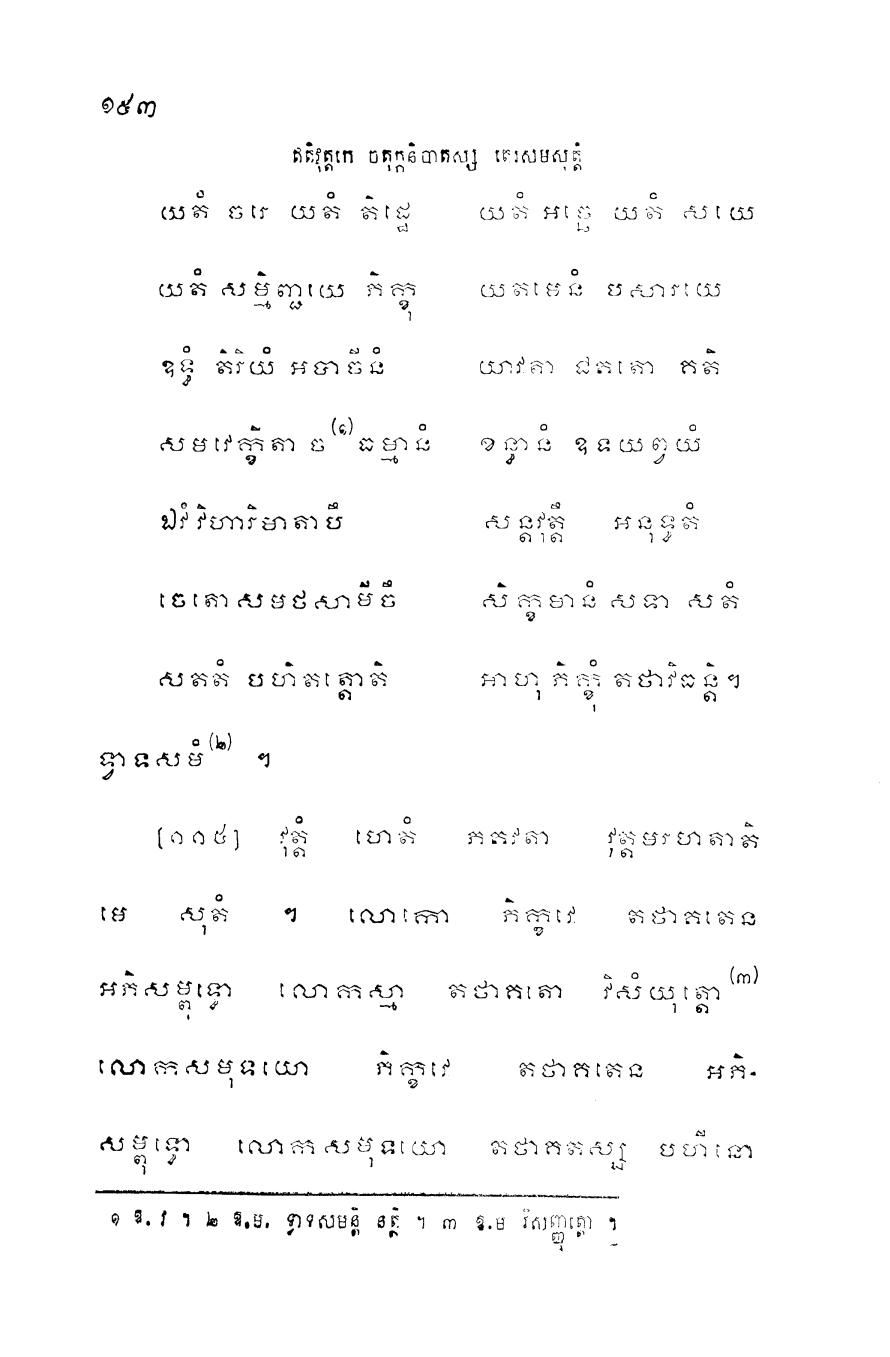 ១៥៣
ឥតិវុត្តកេ ចតុក្កនិបាតស្ស តេរសមសុត្តំ
យតំ ចរេ យតំ តិដ្ឋេ យតំ អច្ឆេ យតំ សយេ
យតំ សម្មិញ្ជយេ ភិក្ខុ យតមេនំ បសារយេ
ឧទ្ធំ តិរិយំ អបាចីនំ យាវតា ជគតោ គតិ
សមវេក្ខិតា ច(១) ធម្មានំ ខន្ធានំ ឧទយព្វយំ
ឯវំ វិហារិមាតាបឹ សន្តវុត្តឹ អនុទ្ធតំ
ចេតោសមថសាមីចឹ សិក្ខមានំ សទា សតំ
សតតំ បហិតត្តោតិ អាហុ ភិក្ខុំ តថាវិធន្តិ។
ទ្វាទសមំ(២) ។
[១១៥] វុត្តំ ហេតំ ភគវតា វុត្តមរហតាតិ
មេ សុតំ ។ លោកោ ភិក្ខវេ តថាគតេន
អភិសម្ពុទ្ធោ លោកស្មា តថាគតោ វិសំយុត្តោ(៣)
លោកសមុទយោ ភិក្ខវេ តថាគតេន អភិ-
សម្ពុទ្ធោ លោកសមុទយោ តថាគតស្ស បហីនោ
១ ឱ. វ ។ ២ ឱ.ម. ទ្វាទសមន្តិ នត្ថិ ។ ៣ ឱ.ម វិសញ្ញុត្តោ ។